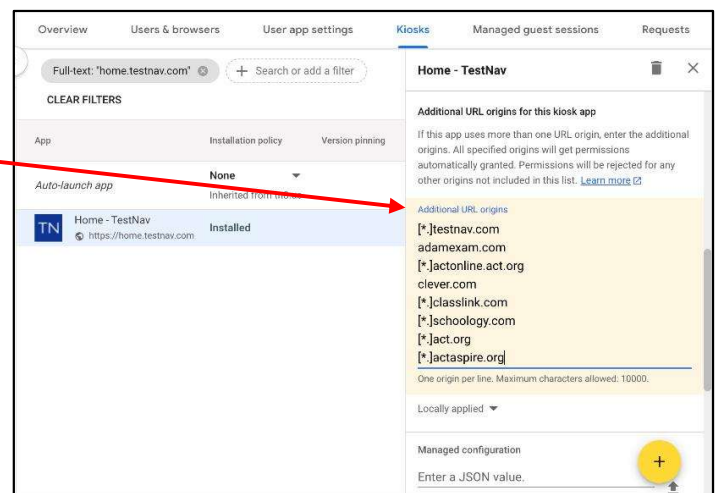 Overview Users & browsers User app settings Kiosks Managed guest sessions Requests
Full-text: "home.testnav.com" + Search or add a filter
CLEAR FILTERS
App Installation policy Version pinning
Auto-launch app
None
Inherited from
TN
Home - TestNav
https://home.testnav.com
Installed
Home - TestNav
Additional URL origins for this kiosk app
If this app uses more than one URL origin, enter the additional
origins. All specified origins will get permissions
automatically granted. Permissions will be rejected for any
other origins not included in this list. Learn more
Additional URL origins
[*.]testnav.com
adamexam.com
[*.]actonline.act.org
clever.com
[*.]classlink.com
[*.]schoology.com
[*.]act.org
[*.]actaspire.org
One origin per line. Maximum characters allowed: 10000.
Locally applied
Managed configuration
Enter a JSON value.